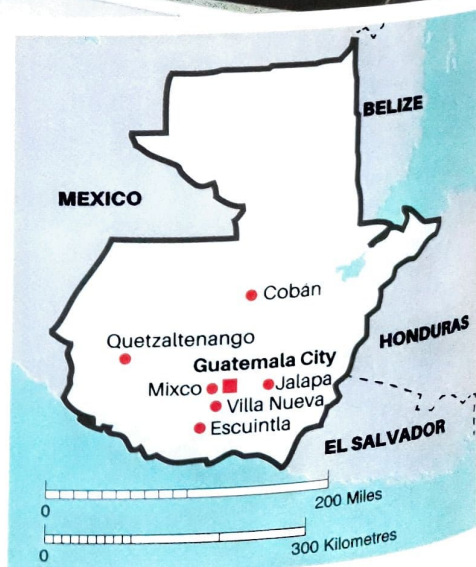 BELIZE
MEXICO
Cobán
HONDURAS
Quetzaltenango
Guatemala City
Mixco
Jalapa
Villa Nueva
Escuintla
EL SALVADOR
0
200 Miles
0
300 Kilometres